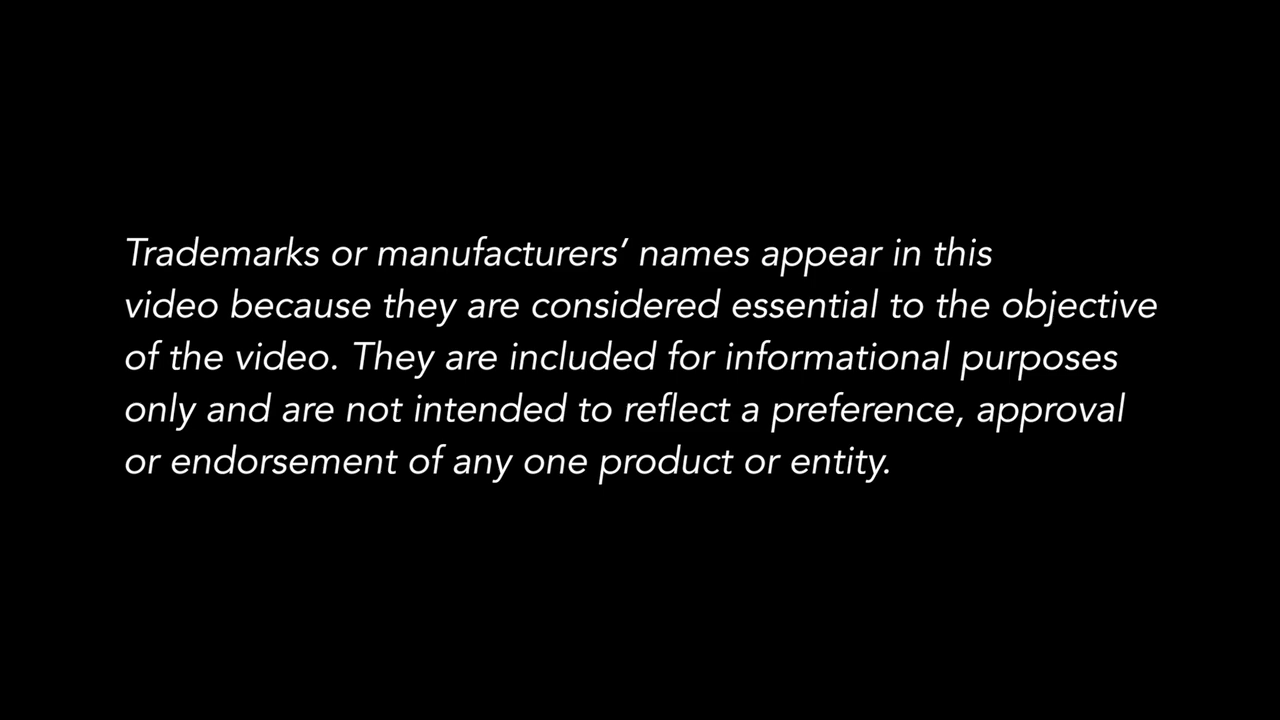 Trademarks or manufacturers’ names appear in this
video because they are considered essential to the objective
of the video. They are included for informational purposes
only and are not intended to reflect a preference, approval
or endorsement of any one product or entity.